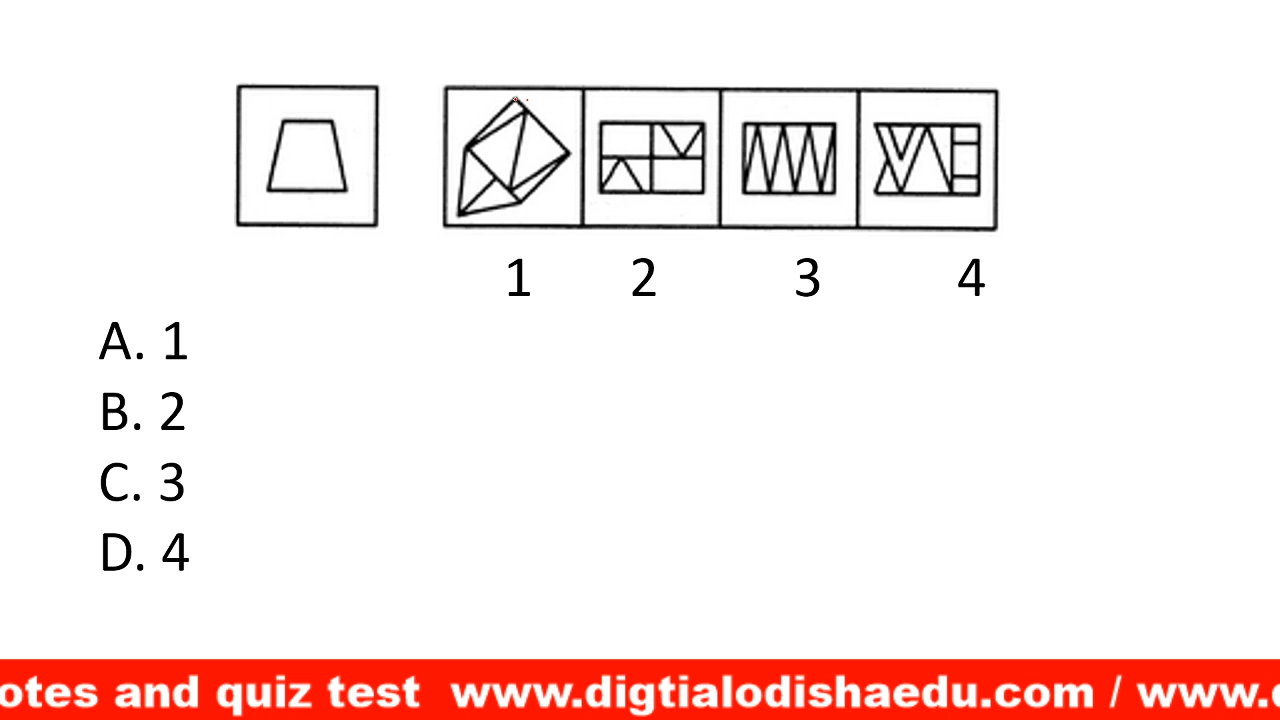 1 2 3 4
A. 1
B. 2
C. 3
D. 4
otes and quiz test www.digtialodishaedu.com / www.